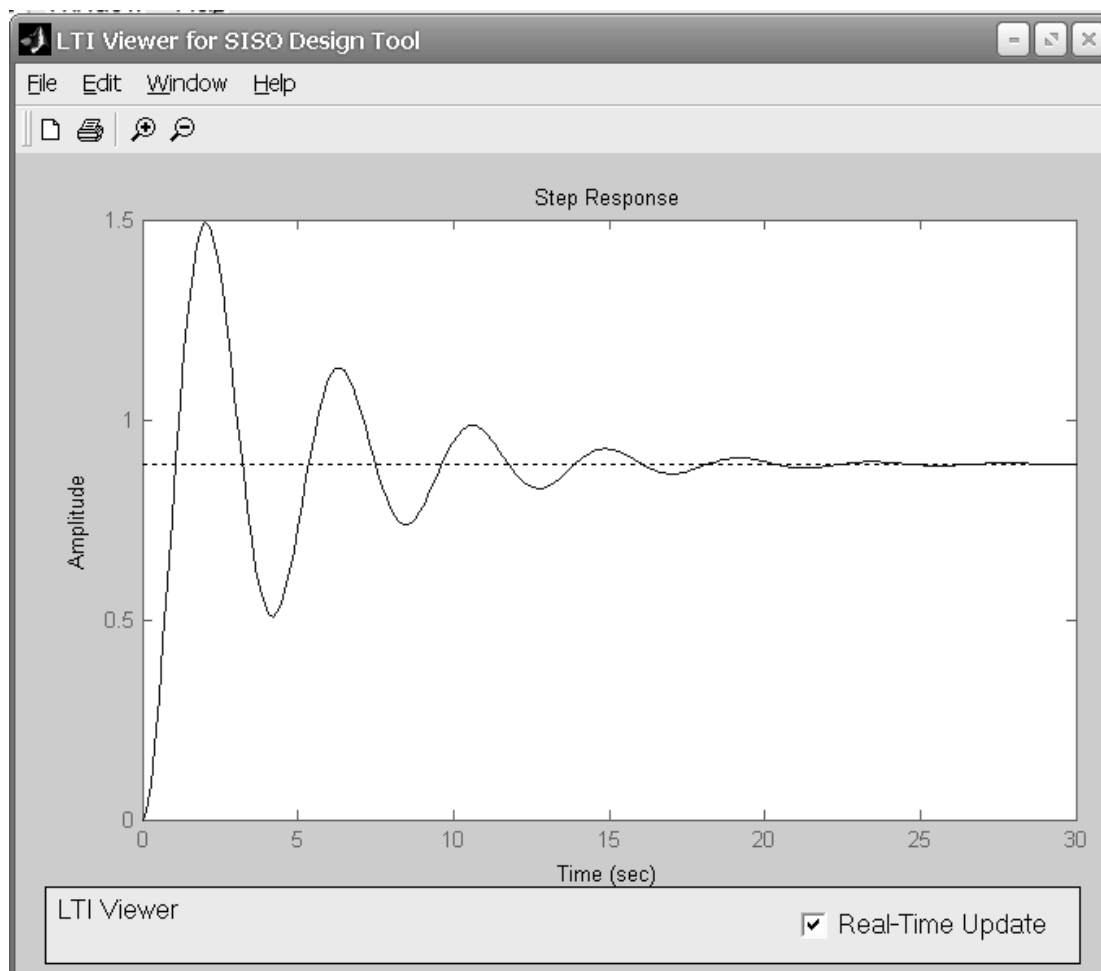 LTI Viewer for SISO Design Tool
File Edit Window Help
Step Response
1.5
1
0.5
0
Amplitude
0 5 10 15 20 25 30
Time (sec)
LTI Viewer
Real-Time Update